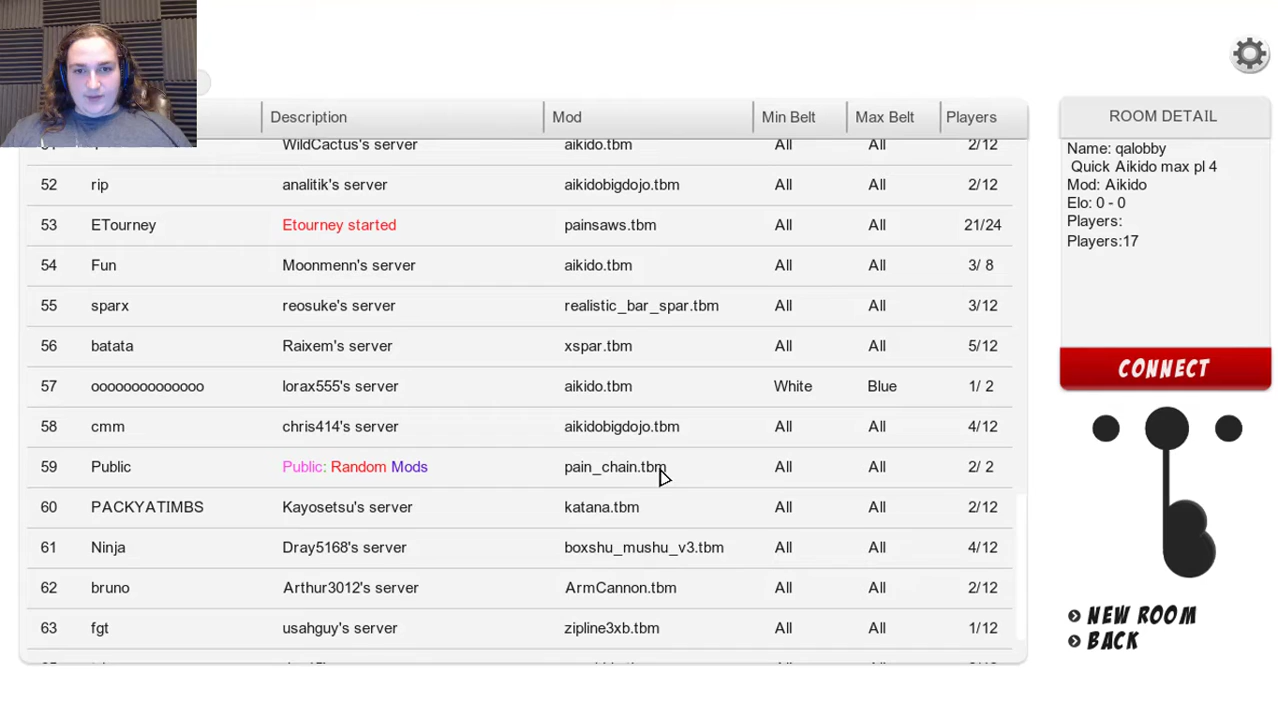 Description Mod Min Belt Max Belt Players
WildCactus's server aikido.tbm All All 2/12
52 rip analitik's server aikidobigdojo.tbm All All 2/12
53 ETourney Etourney started painsaws.tbm All All 21/24
54 Fun Moonmenn's server aikido.tbm All All 3/ 8
55 sparx reosuke's server realistic_bar_spar.tbm All All 3/12
56 batata Raixem's server xspar.tbm All All 5/12
57 oooooooooooooo lorax555's server aikido.tbm White Blue 1/ 2
58 cmm chris414's server aikidobigdojo.tbm All All 4/12
59 Public Public: Random Mods pain_chain.tbm All All 2/ 2
60 PACKYATIMBS Kayosetsu's server katana.tbm All All 2/12
61 Ninja Dray5168's server boxshu_mushu_v3.tbm All All 4/12
62 bruno Arthur3012's server ArmCannon.tbm All All 2/12
63 fgt usahguy's server zipline3xb.tbm All All 1/12
ROOM DETAIL
Name: qalobby
Quick Aikido max pl 4
Mod: Aikido
Elo: 0 - 0
Players:
Players:17
CONNECT
NEW ROOM
BACK